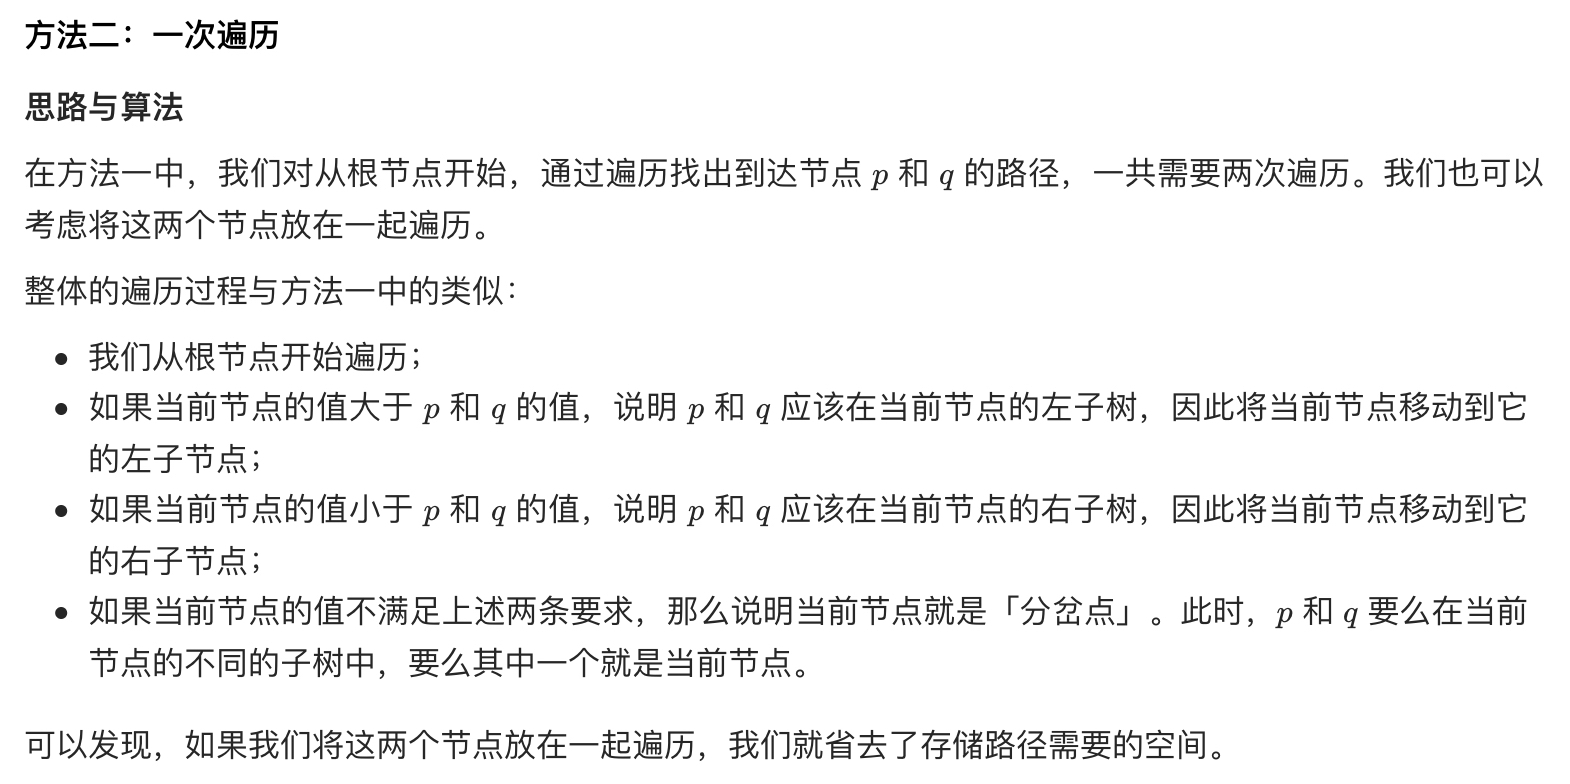 方法二：一次遍历
思路与算法
在方法一中，我们对从根节点开始，通过遍历找出到达节点 p 和 q 的路径，一共需要两次遍历。我们也可以
考虑将这两个节点放在一起遍历。
整体的遍历过程与方法一中的类似：
• 我们从根节点开始遍历；
• 如果当前节点的值大于 p 和 q 的值，说明 p 和 q 应该在当前节点的左子树，因此将当前节点移动到它
的左子节点；
• 如果当前节点的值小于 p 和 q 的值，说明 p 和 q 应该在当前节点的右子树，因此将当前节点移动到它
的右子节点；
• 如果当前节点的值不满足上述两条要求，那么说明当前节点就是「分岔点」。此时，p 和 q 要么在当前
节点的不同的子树中，要么其中一个就是当前节点。
可以发现，如果我们将这两个节点放在一起遍历，我们就省去了存储路径需要的空间。